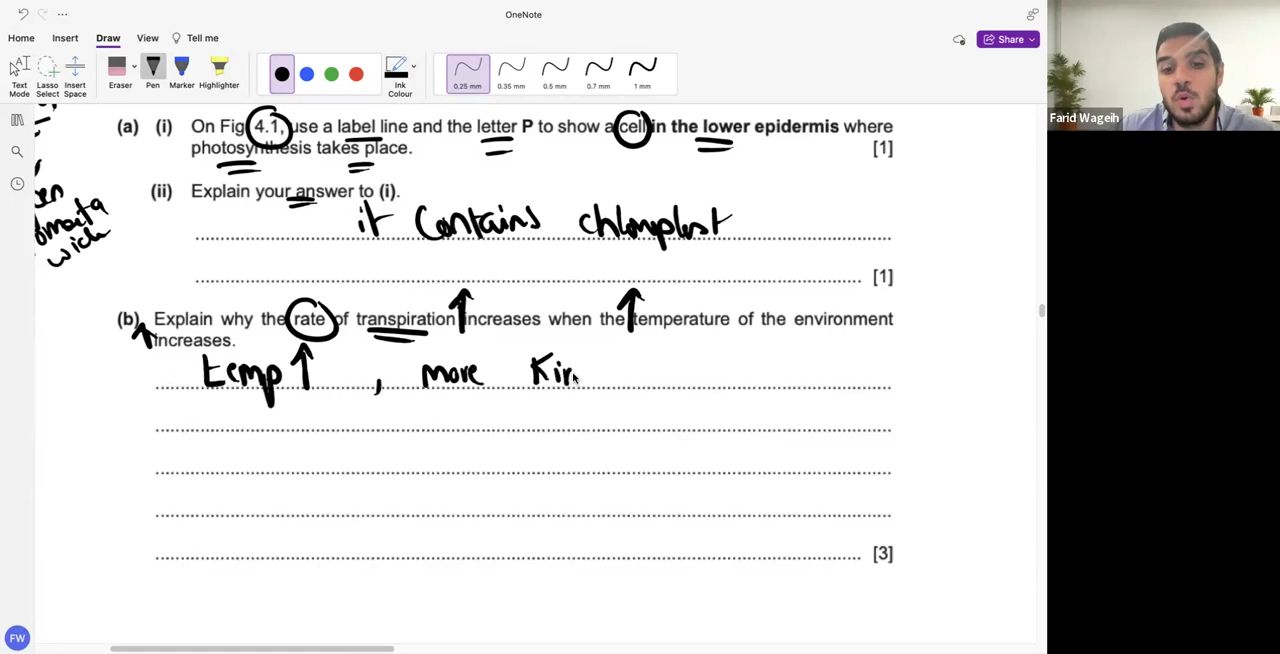 OneNote
Home Insert Draw View Tell me
Share
Text Mode
Lasso Select
Insert Space
Eraser
Pen
Marker
Highlighter
Ink Colour
0.25 mm
0.35 mm
0.5 mm
0.7 mm
1 mm
Farid Wageih
(a) (i) On Fig 4.1, use a label line and the letter P to show a cell in the lower epidermis where
photosynthesis takes place. [1]
(ii) Explain your answer to (i).
wide
it contains
[1]
(b) Explain why the rate of transpiration increases when the temperature of the environment
increases.
temp ↑, more Kin
[3]
FW